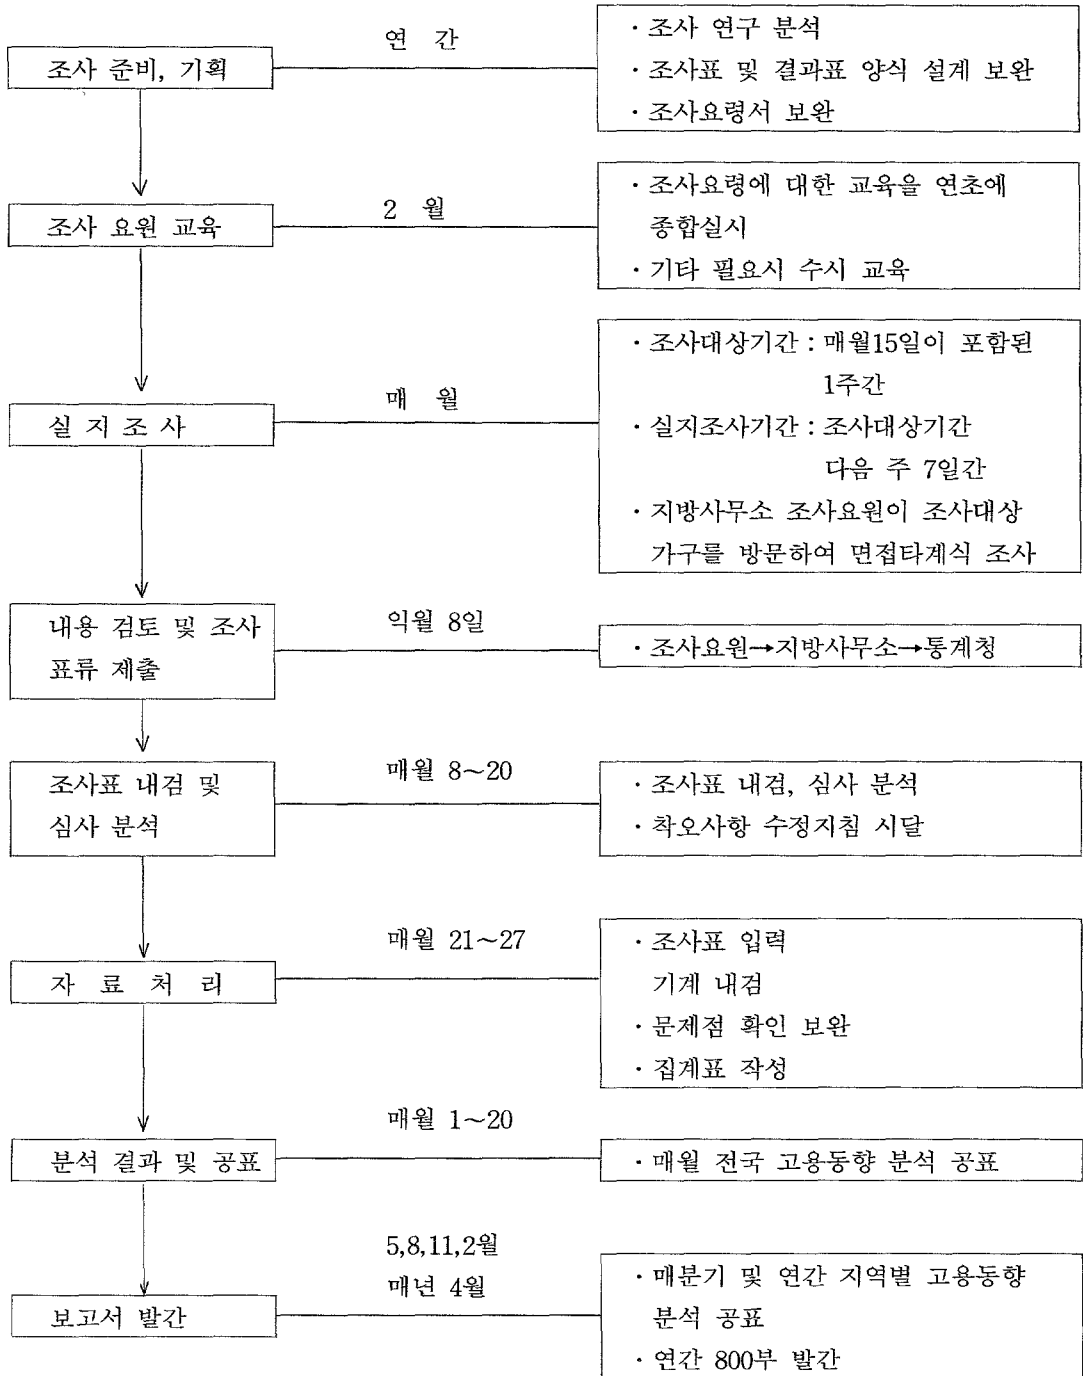 조사 준비, 기획
연 간
· 조사 연구 분석
· 조사표 및 결과표 양식 설계 보완
· 조사요령서 보완
조사 요원 교육
2 월
· 조사요령에 대한 교육을 연초에
종합실시
· 기타 필요시 수시 교육
실 지 조 사
매 월
· 조사대상기간 : 매월15일이 포함된
1주간
· 실지조사기간 : 조사대상기간
다음 주 7일간
· 지방사무소 조사요원이 조사대상
가구를 방문하여 면접타계식 조사
내용 검토 및 조사
표류 제출
익월 8일
· 조사요원→지방사무소→통계청
조사표 내검 및
심사 분석
매월 8~20
· 조사표 내검, 심사 분석
· 착오사항 수정지침 시달
자 료 처 리
매월 21~27
· 조사표 입력
기계 내검
· 문제점 확인 보완
· 집계표 작성
분석 결과 및 공표
매월 1~20
· 매월 전국 고용동향 분석 공표
보고서 발간
5,8,11,2월
매년 4월
· 매분기 및 연간 지역별 고용동향
분석 공표
· 연간 800부 발간